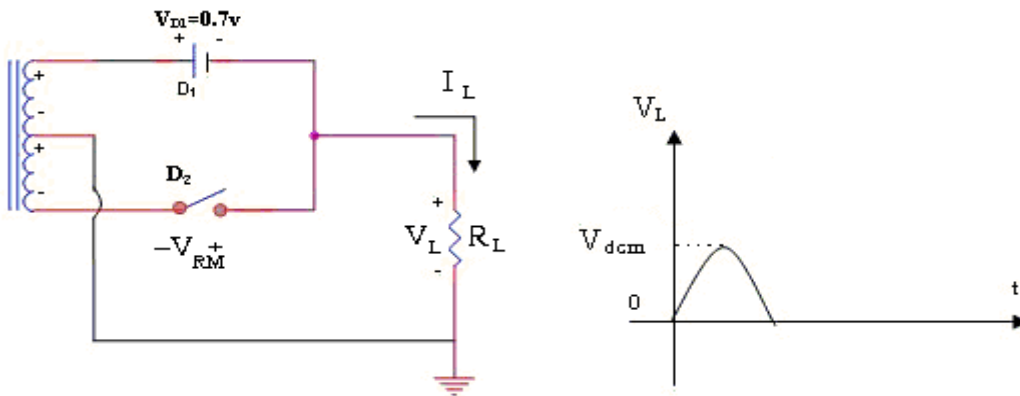 V_D1=0.7v
+ -
D₁
+
-
+
-
D₂
−V_RM +
I_L
+
V_L R_L
-
V_L
V_dcm
0
t